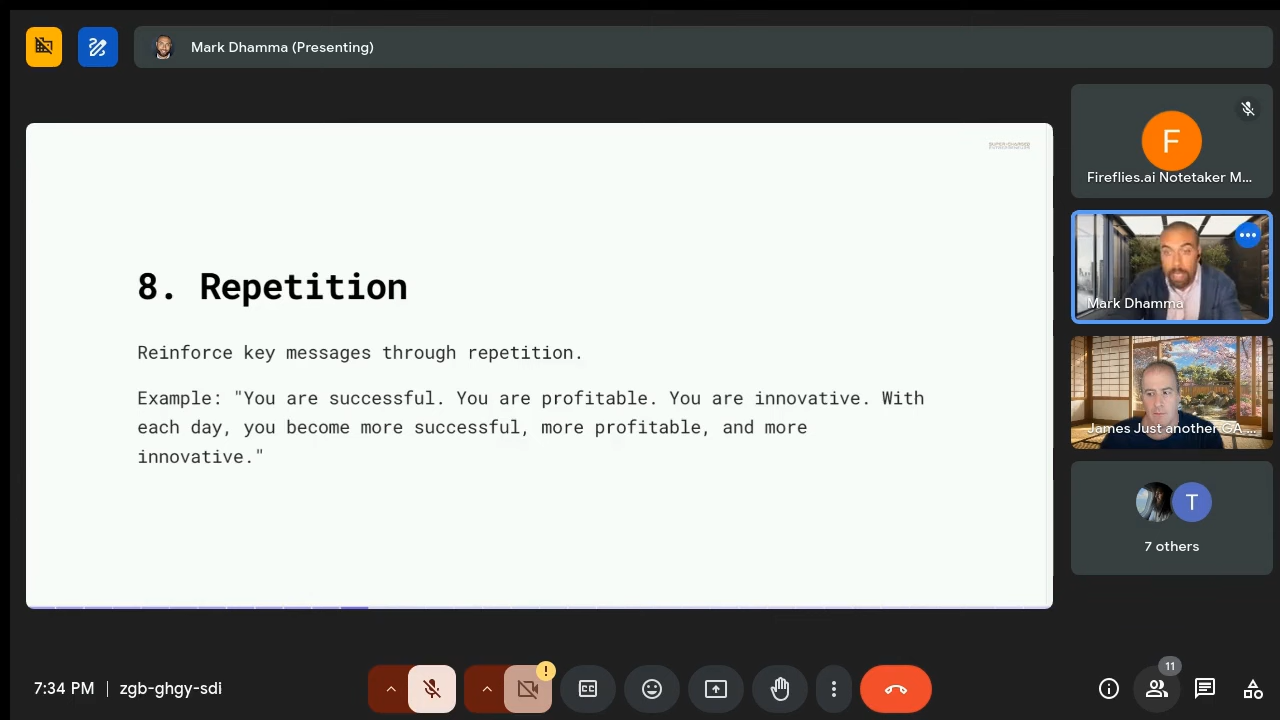 Mark Dhamma (Presenting)
F
Fireflies.ai Notetaker M...
8. Repetition
Reinforce key messages through repetition.
Example: "You are successful. You are profitable. You are innovative. With
each day, you become more successful, more profitable, and more
innovative."
Mark Dhamma
James Just another GA...
T
7 others
7:34 PM
zgb-ghgy-sdi
!
CC
11